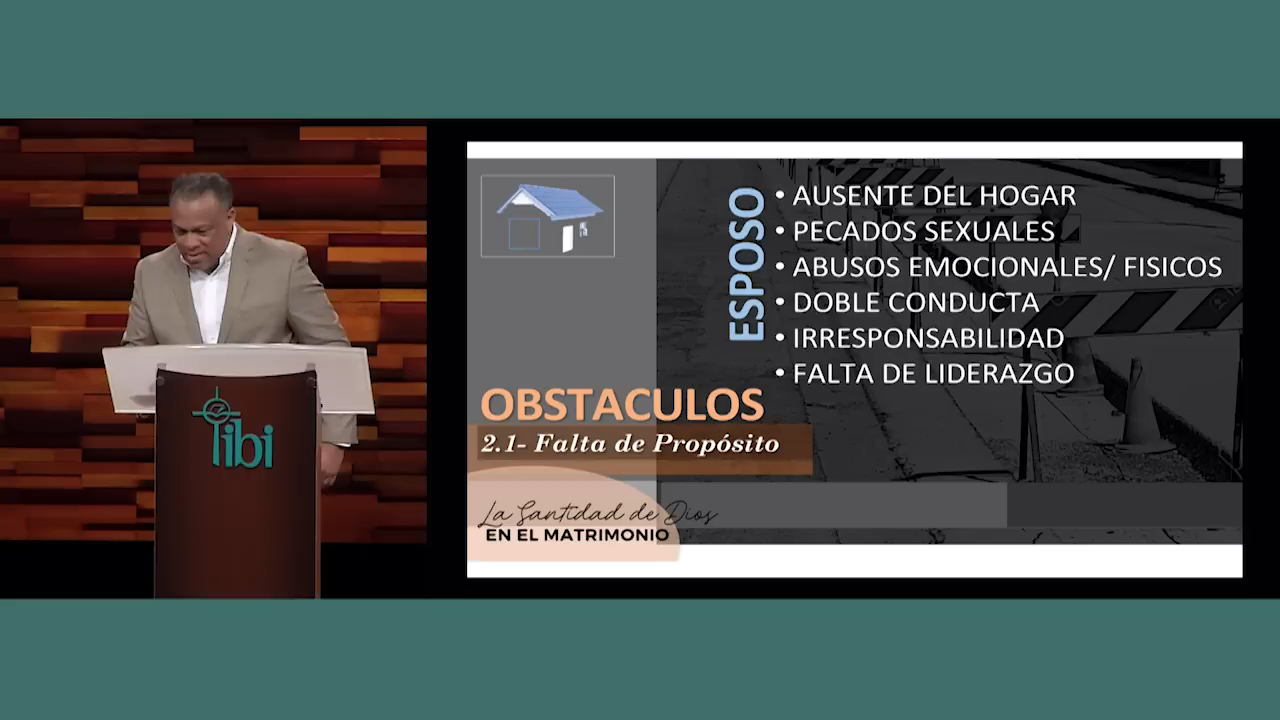 ibi
ESPOSO
• AUSENTE DEL HOGAR
• PECADOS SEXUALES
• ABUSOS EMOCIONALES/ FISICOS
• DOBLE CONDUCTA
• IRRESPONSABILIDAD
• FALTA DE LIDERAZGO
OBSTACULOS
2.1- Falta de Propósito
La Santidad de Dios
EN EL MATRIMONIO